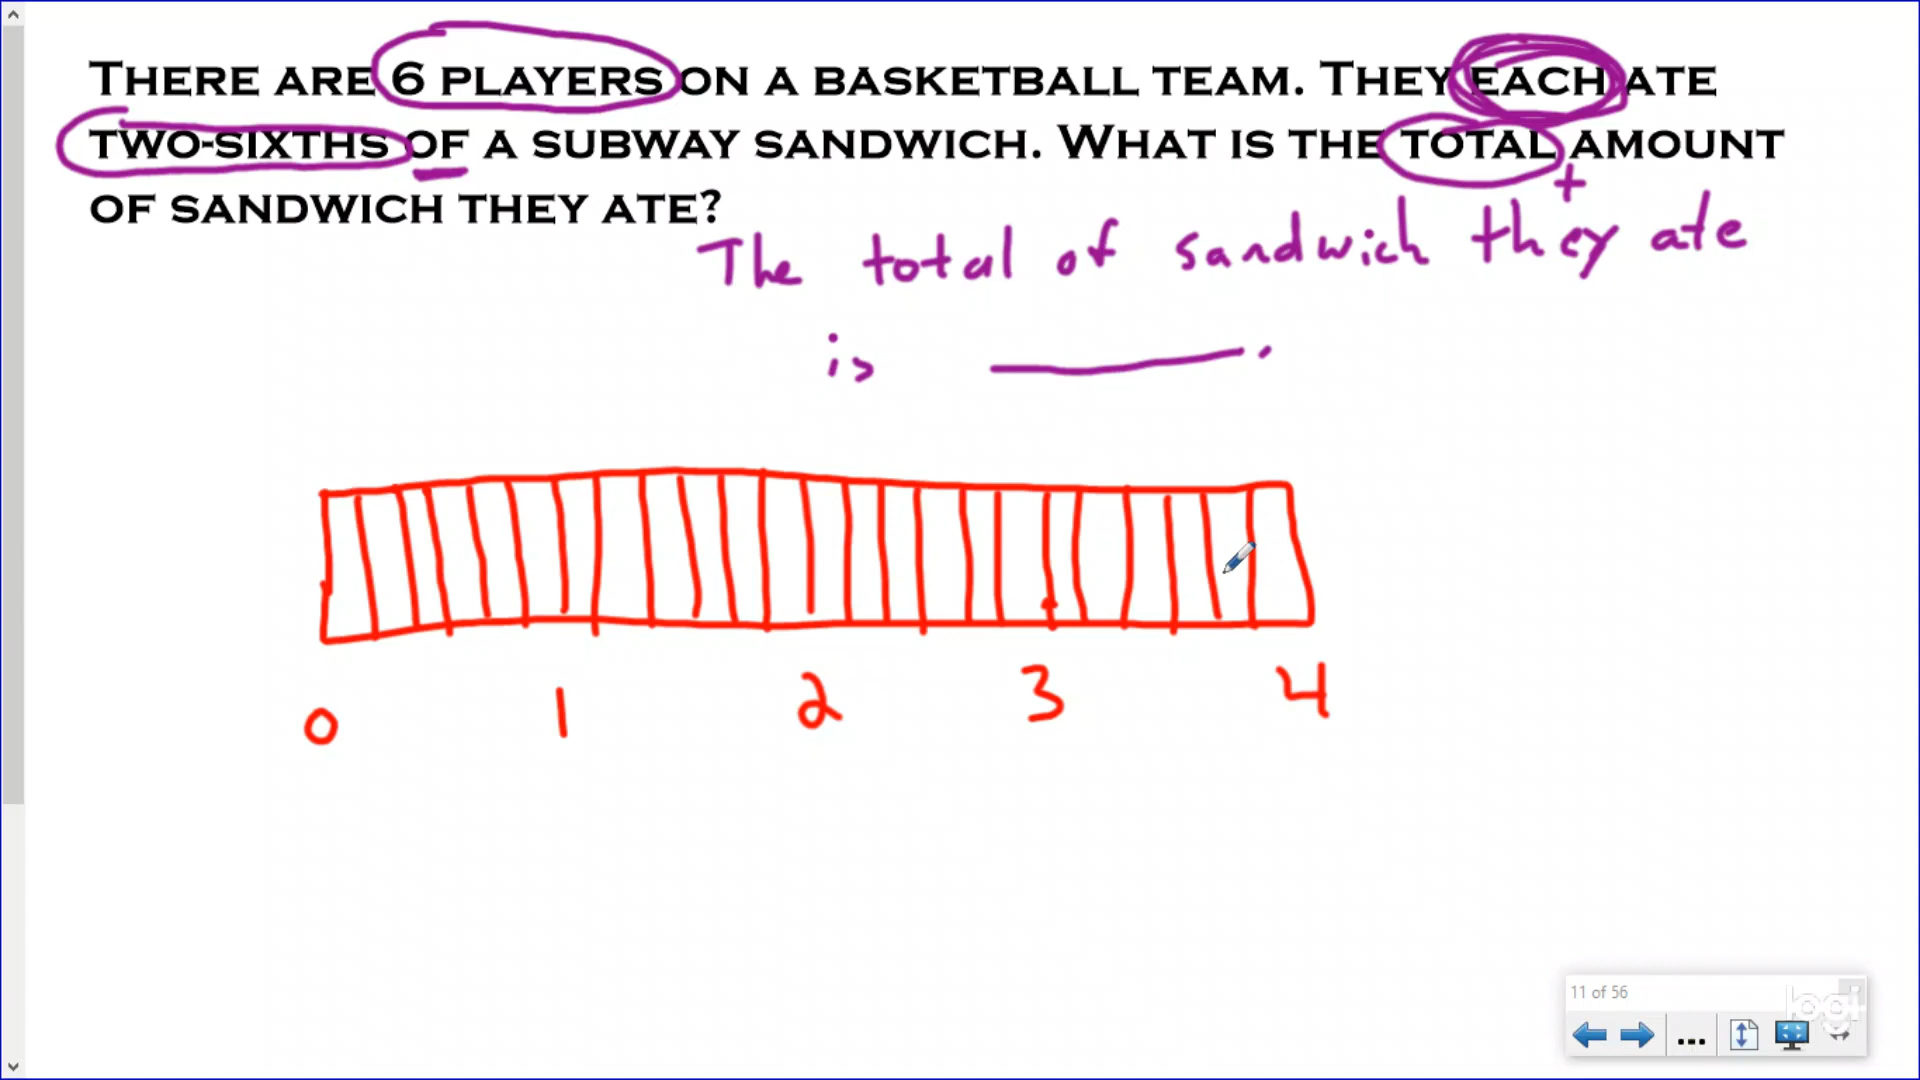 THERE ARE 6 PLAYERS ON A BASKETBALL TEAM. THEY EACH ATE
TWO-SIXTHS OF A SUBWAY SANDWICH. WHAT IS THE TOTAL AMOUNT
+
OF SANDWICH THEY ATE?
The total of sandwich they ate
is ______.
0 1 2 3 4
11 of 56
logi
...